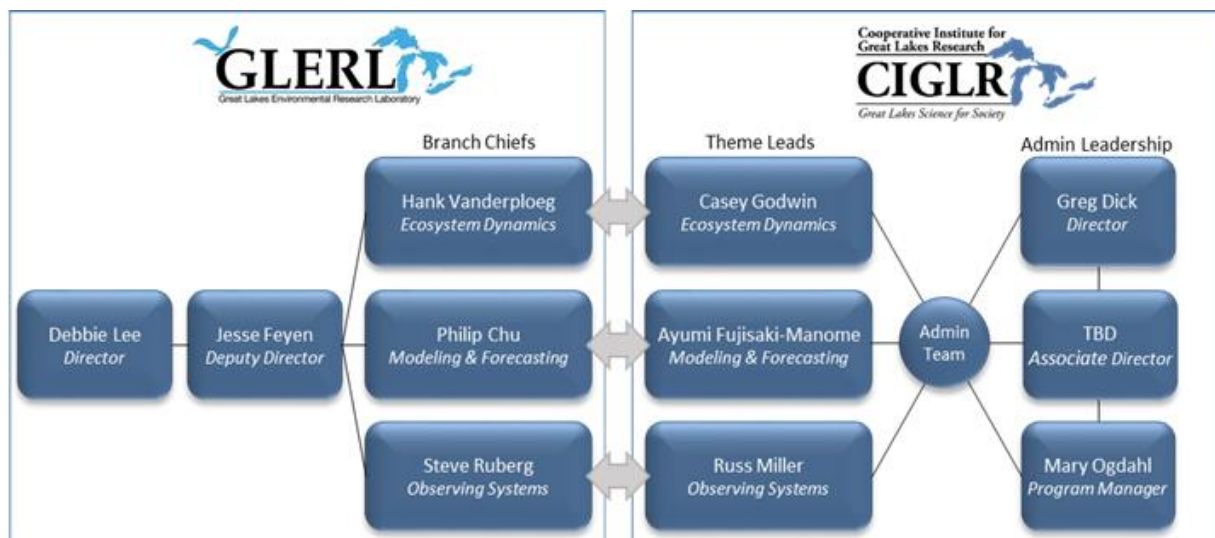 GLERL
Great Lakes Environmental Research Laboratory
Branch Chiefs
Hank Vanderploeg
Ecosystem Dynamics
Debbie Lee
Director
Jesse Feyen
Deputy Director
Philip Chu
Modeling & Forecasting
Steve Ruberg
Observing Systems
Cooperative Institute for
Great Lakes Research
CIGLR
Great Lakes Science for Society
Theme Leads
Admin Leadership
Casey Godwin
Ecosystem Dynamics
Greg Dick
Director
Ayumi Fujisaki-Manome
Modeling & Forecasting
Admin
Team
TBD
Associate Director
Russ Miller
Observing Systems
Mary Ogdahl
Program Manager